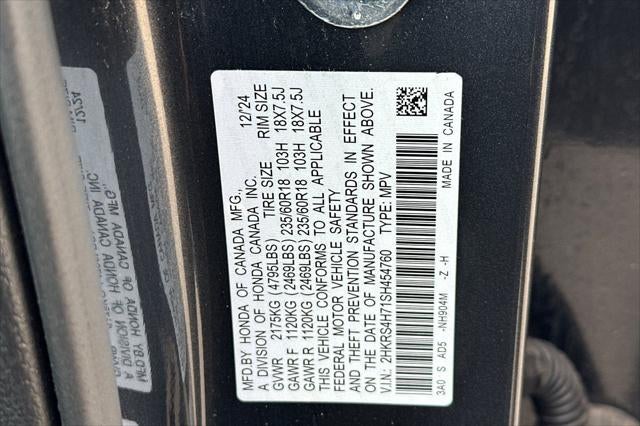 MFD.BY HONDA OF CANADA MFG., 12/'24
A DIVISION OF HONDA CANADA INC.
TIRE SIZE RIM SIZE
GVWR 2175KG (4795LBS)
GAWR F 1120KG (2469LBS) 235/60R18 103H 18X7.5J
GAWR R 1120KG (2469LBS) 235/60R18 103H 18X7.5J
THIS VEHICLE CONFORMS TO ALL APPLICABLE
FEDERAL MOTOR VEHICLE SAFETY
AND THEFT PREVENTION STANDARDS IN EFFECT
ON THE DATE OF MANUFACTURE SHOWN ABOVE.
V.I.N.: 2HKRS4H71SH454760 TYPE: MPV
3A0 S AD5 -NH904M -Z -H MADE IN CANADA